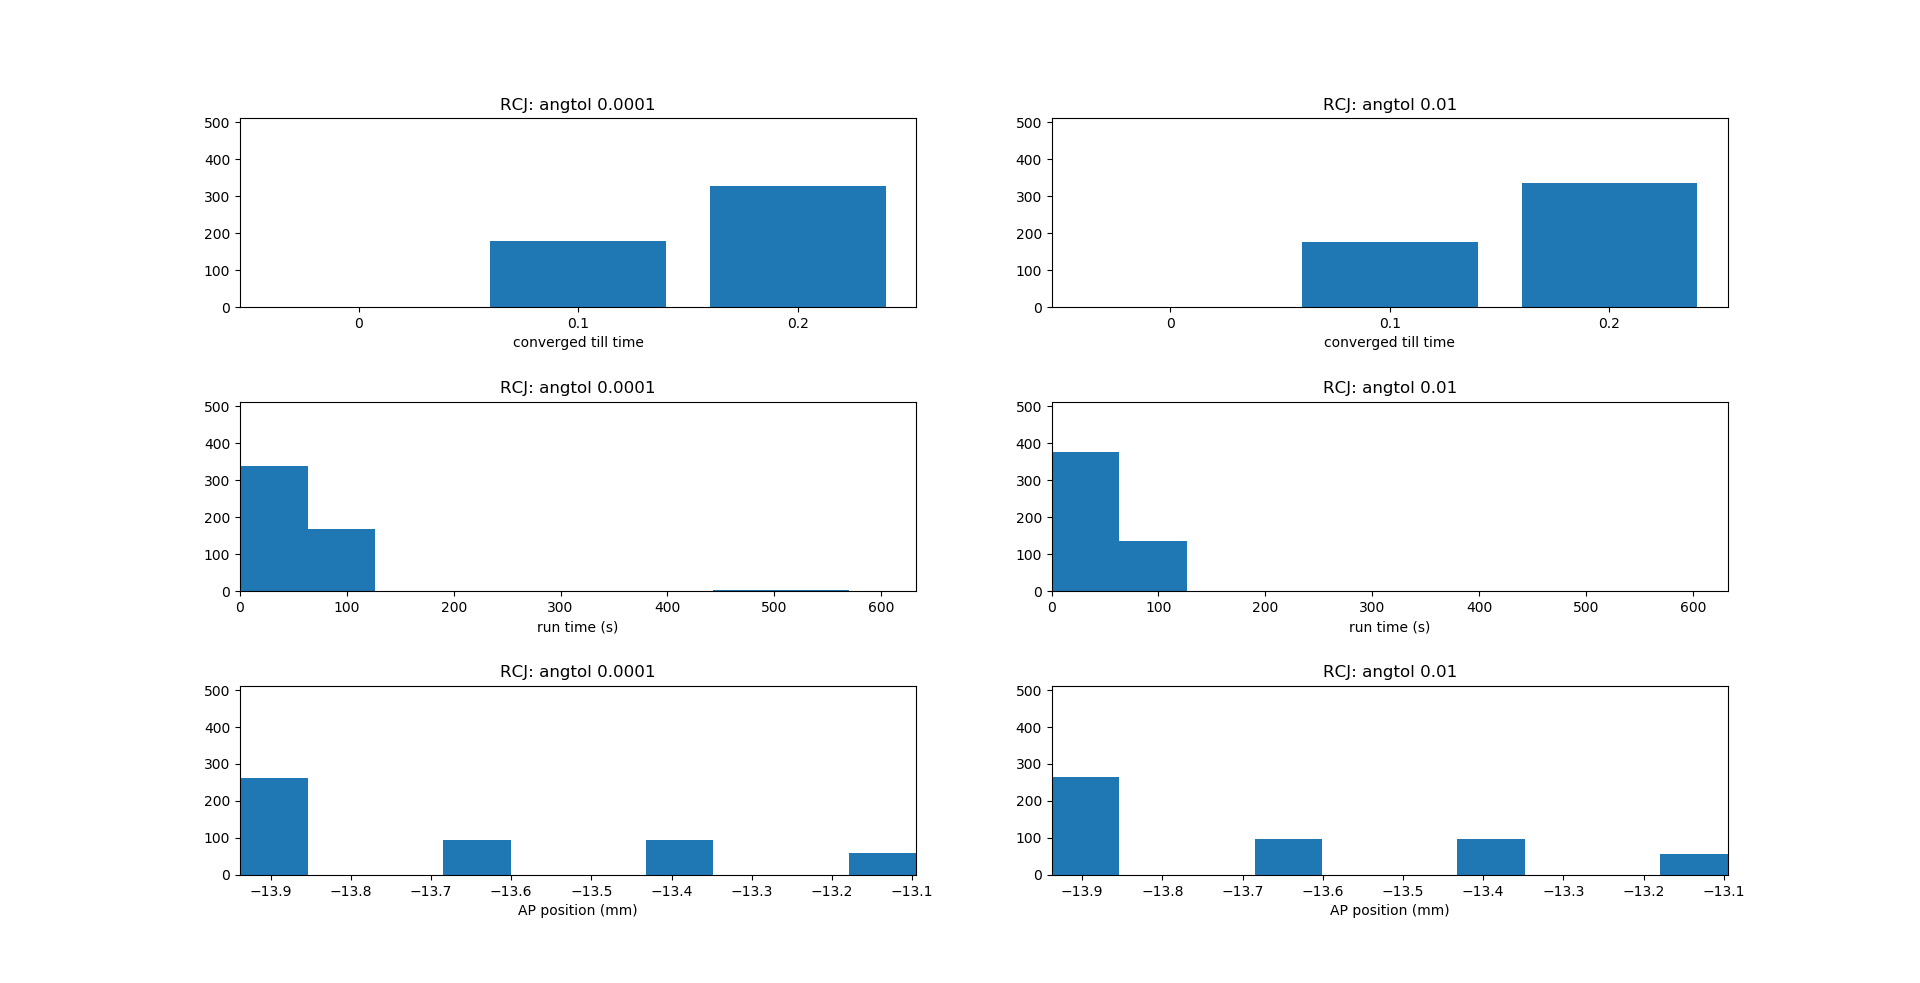 RCJ: angtol 0.0001
500
400
300
200
100
0
0 0.1 0.2
converged till time
RCJ: angtol 0.01
500
400
300
200
100
0
0 0.1 0.2
converged till time
RCJ: angtol 0.0001
500
400
300
200
100
0
0 100 200 300 400 500 600
run time (s)
RCJ: angtol 0.01
500
400
300
200
100
0
0 100 200 300 400 500 600
run time (s)
RCJ: angtol 0.0001
500
400
300
200
100
0
−13.9 −13.8 −13.7 −13.6 −13.5 −13.4 −13.3 −13.2 −13.1
AP position (mm)
RCJ: angtol 0.01
500
400
300
200
100
0
−13.9 −13.8 −13.7 −13.6 −13.5 −13.4 −13.3 −13.2 −13.1
AP position (mm)